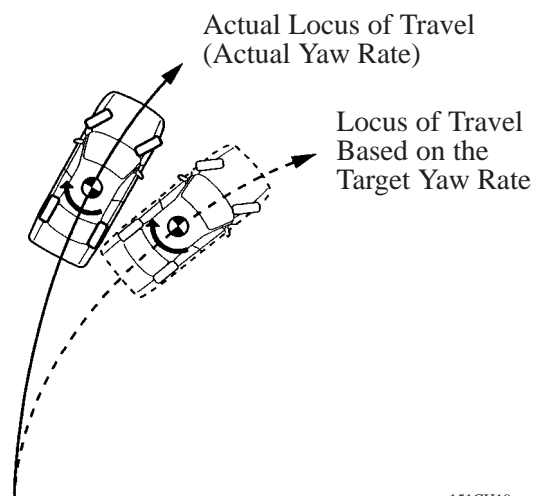 Actual Locus of Travel
(Actual Yaw Rate)
Locus of Travel
Based on the
Target Yaw Rate